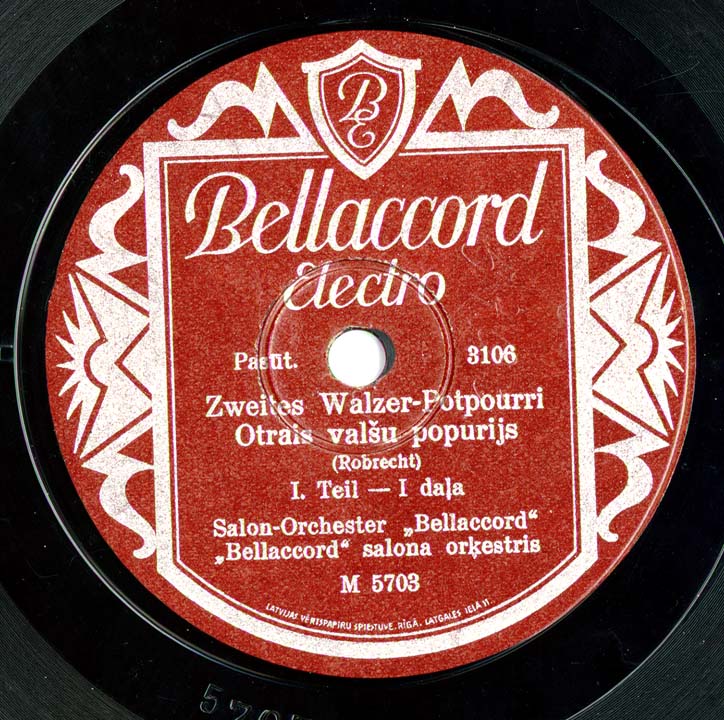 BE
Bellaccord
Electro
Pasūt. 3106
Zweites Walzer-Potpourri
Otrais valšu popurijs
(Robrecht)
I. Teil — I daļa
Salon-Orchester „Bellaccord“
„Bellaccord“ salona orķestris
M 5703
LATVIJAS VĒRTSPAPĪRU SPIESTUVE, RĪGĀ, LATGALES IELĀ 11